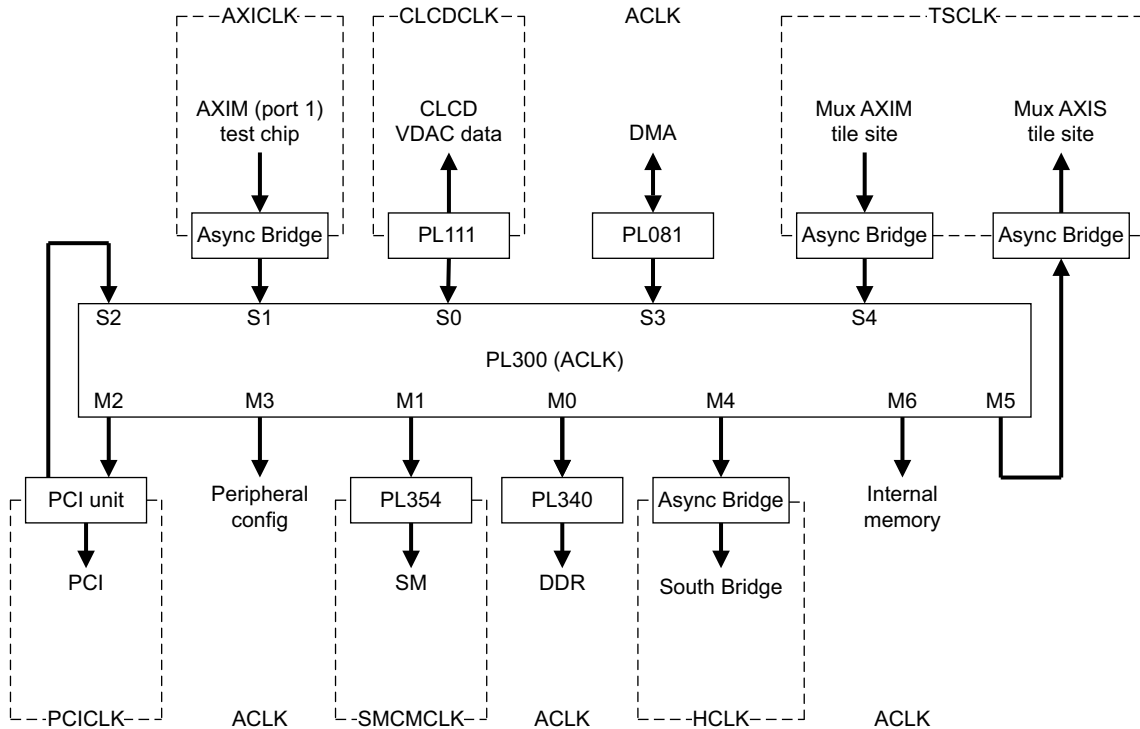 AXICLK
CLCDCLK
ACLK
TSCLK
AXIM (port 1)
test chip
CLCD
VDAC data
DMA
Mux AXIM
tile site
Mux AXIS
tile site
Async Bridge
PL111
PL081
Async Bridge
Async Bridge
S2
S1
S0
S3
S4
PL300 (ACLK)
M2
M3
M1
M0
M4
M6
M5
PCI unit
Peripheral
config
PL354
PL340
Async Bridge
Internal
memory
PCI
SM
DDR
South Bridge
PCICLK
ACLK
SMCMCLK
ACLK
HCLK
ACLK